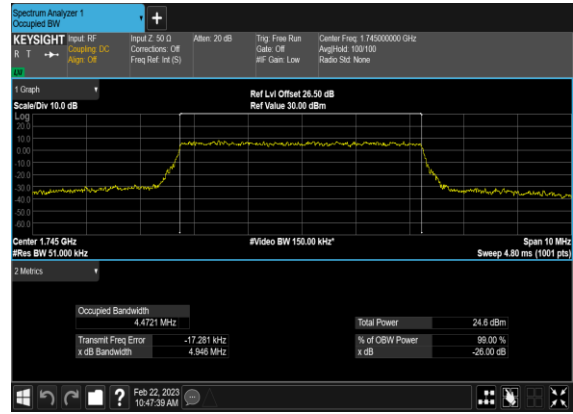 Spectrum Analyzer 1
Occupied BW
+
KEYSIGHT Input: RF Input Z: 50 Ω Atten: 20 dB Trig: Free Run Center Freq: 1.745000000 GHz
R T Coupling: DC Corrections: Off Gate: Off Avg|Hold: 100/100
Align: Off Freq Ref: Int (S) #IF Gain: Low Radio Std: None
LXI
1 Graph
Ref Lvl Offset 26.50 dB
Scale/Div 10.0 dB Ref Value 30.00 dBm
Log
20.0
10.0
0.00
-10.0
-20.0
-30.0
-40.0
-50.0
-60.0
Center 1.745 GHz #Video BW 150.00 kHz* Span 10 MHz
#Res BW 51.000 kHz Sweep 4.80 ms (1001 pts)
2 Metrics
Occupied Bandwidth
4.4721 MHz Total Power 24.6 dBm
Transmit Freq Error -17.281 kHz % of OBW Power 99.00 %
x dB Bandwidth 4.946 MHz x dB -26.00 dB
? Feb 22, 2023
10:47:39 AM